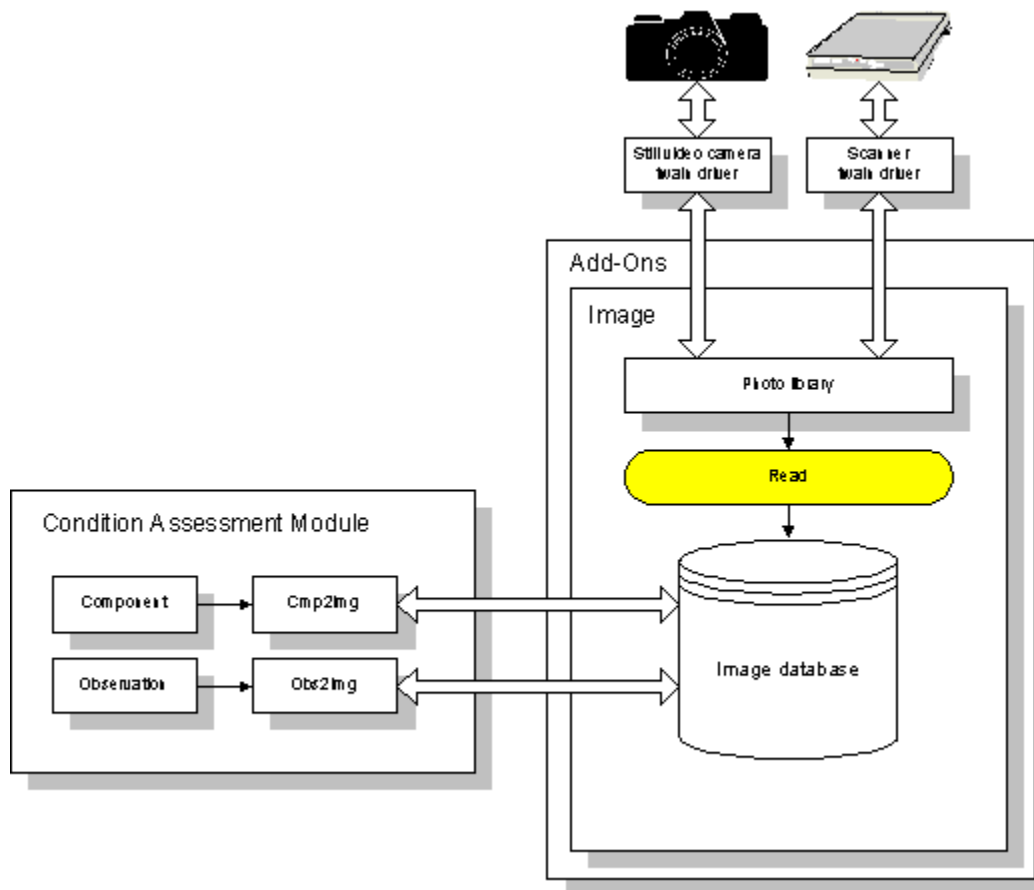 Still video camera
twain driver
Scanner
twain driver
Add-Ons
Image
Photo library
Read
Condition Assessment Module
Component
Cmp2Img
Observation
Obs2Img
Image database